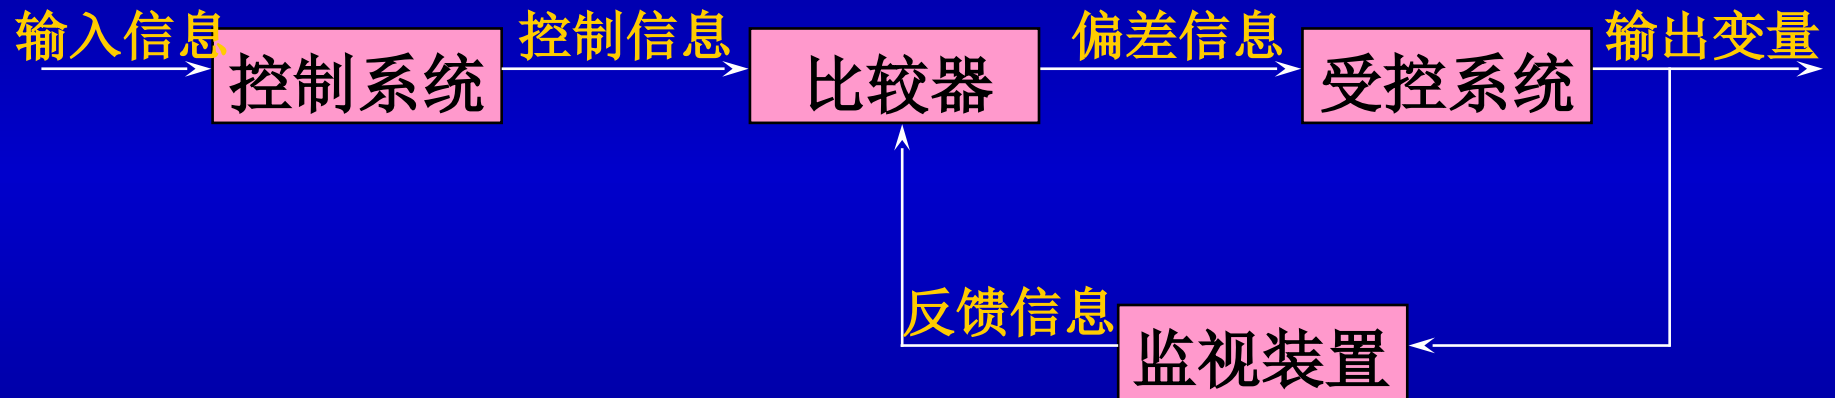 输入信息
控制系统
控制信息
比较器
偏差信息
受控系统
输出变量
反馈信息
监视装置